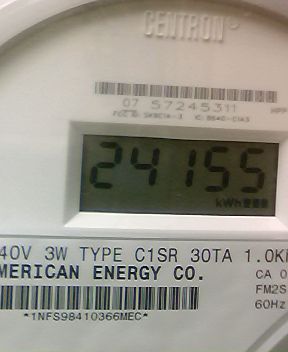 CENTRON®
07 57245311
24155
kWh
40V 3W TYPE C1SR 30TA 1.0K
MERICAN ENERGY CO.
CA 0
FM2S
60Hz
*1NFS98410366MEC*